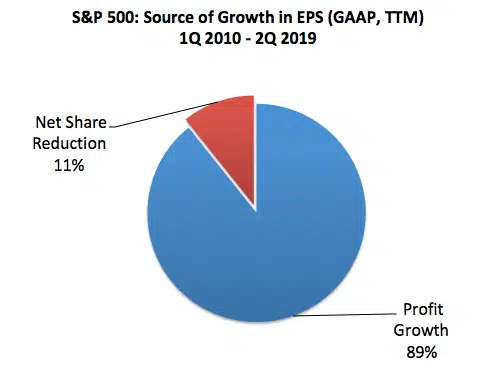 S&P 500: Source of Growth in EPS (GAAP, TTM)
1Q 2010 - 2Q 2019
Net Share
Reduction
11%
Profit
Growth
89%